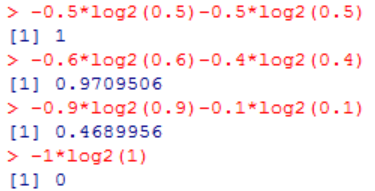 > -0.5*log2(0.5)-0.5*log2(0.5)
[1] 1
> -0.6*log2(0.6)-0.4*log2(0.4)
[1] 0.9709506
> -0.9*log2(0.9)-0.1*log2(0.1)
[1] 0.4689956
> -1*log2(1)
[1] 0